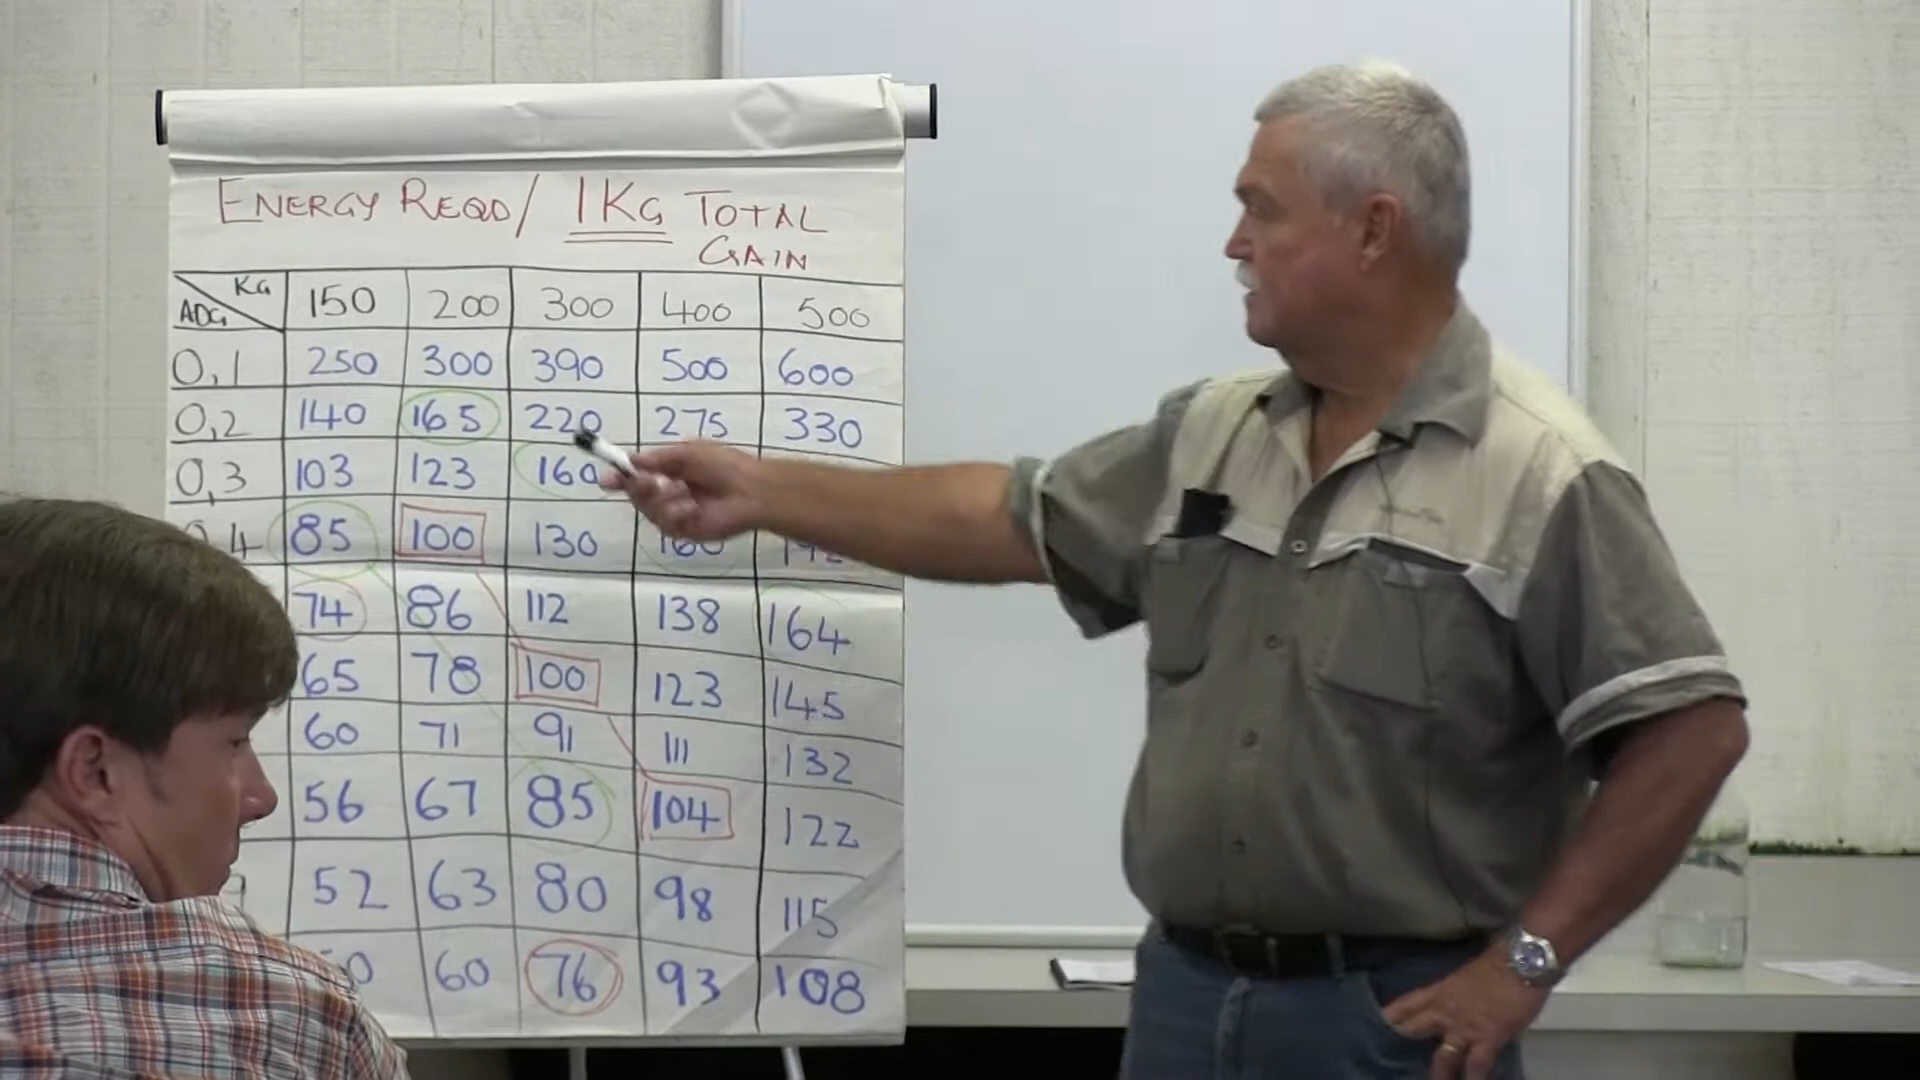 ENERGY REQD/ 1KG TOTAL
GAIN
KG
ADG 150 200 300 400 500
0,1 250 300 390 500 600
0,2 140 165 220 275 330
0,3 103 123 160
85 100 130 160
74 86 112 138 164
65 78 100 123 145
60 71 91 111 132
56 67 85 104 122
52 63 80 98 115
60 76 93 108